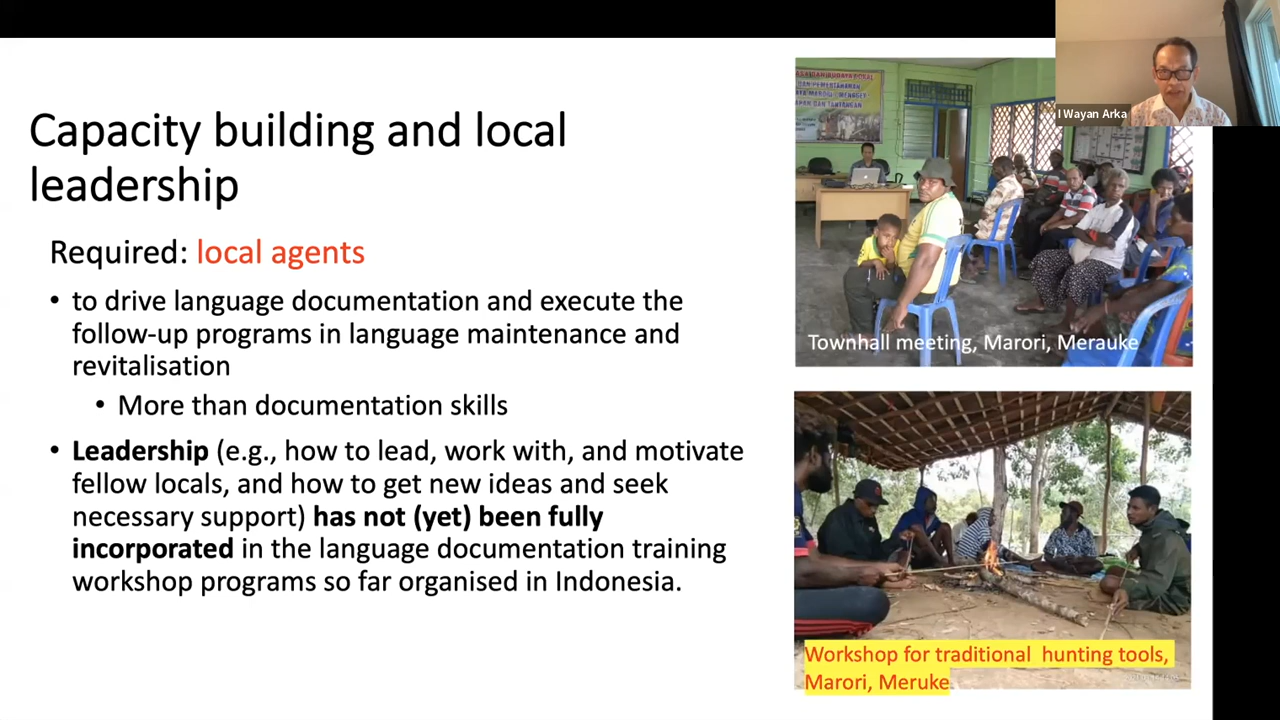 Capacity building and local
leadership
Required: local agents
• to drive language documentation and execute the
follow-up programs in language maintenance and
revitalisation
• More than documentation skills
• Leadership (e.g., how to lead, work with, and motivate
fellow locals, and how to get new ideas and seek
necessary support) has not (yet) been fully
incorporated in the language documentation training
workshop programs so far organised in Indonesia.
I Wayan Arka
DAN PEMERTAHANAN
DAN TANTANGAN
Townhall meeting, Marori, Merauke
Workshop for traditional hunting tools,
Marori, Meruke